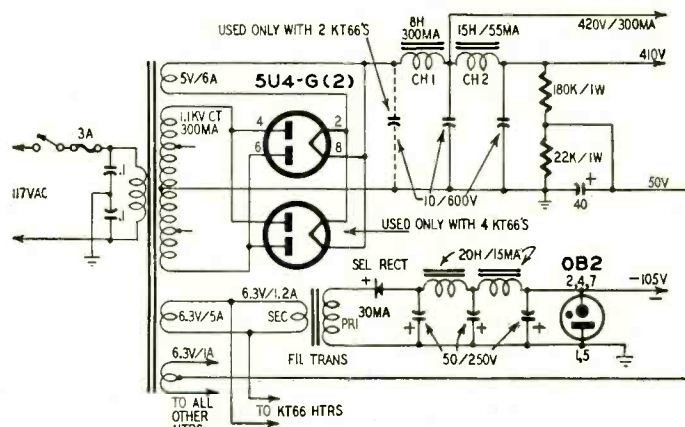 USED ONLY WITH 2 KT66'S
8H
300MA
15H/55MA
420V/300MA
410V
CH1
CH2
5V/6A
5U4-G(2)
1.1KV CT
300MA
4
2
6
8
3A
.1
.1
117VAC
180K/1W
22K/1W
10/600V
40
+
50V
USED ONLY WITH 4 KT66'S
20H/15MA
SEL RECT
+
30MA
OB2
2,4,7
-105V
1,5
6.3V/1.2A
6.3V/5A
SEC
PRI
FIL TRANS
+
+
+
50/250V
6.3V/1A
TO ALL
OTHER
HTRS
TO KT66 HTRS